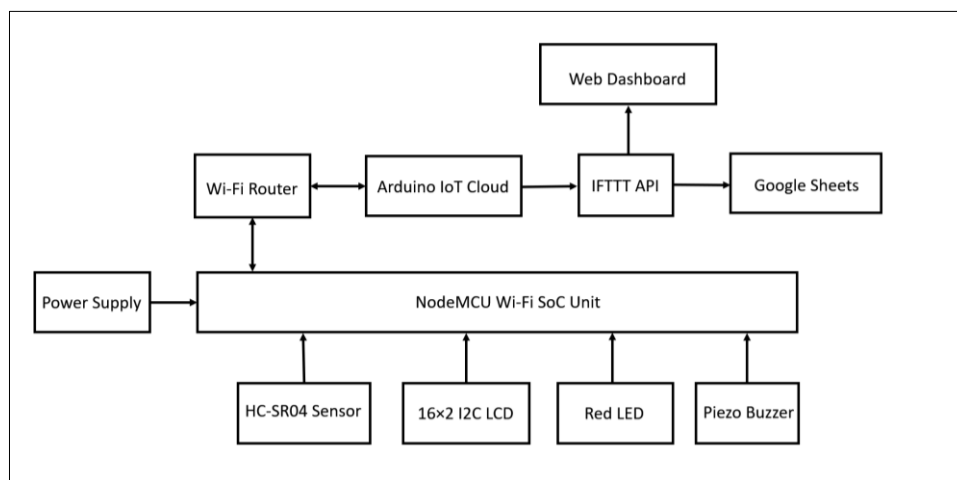 Web Dashboard
Wi-Fi Router
Arduino IoT Cloud
IFTTT API
Google Sheets
Power Supply
NodeMCU Wi-Fi SoC Unit
HC-SR04 Sensor
16×2 I2C LCD
Red LED
Piezo Buzzer